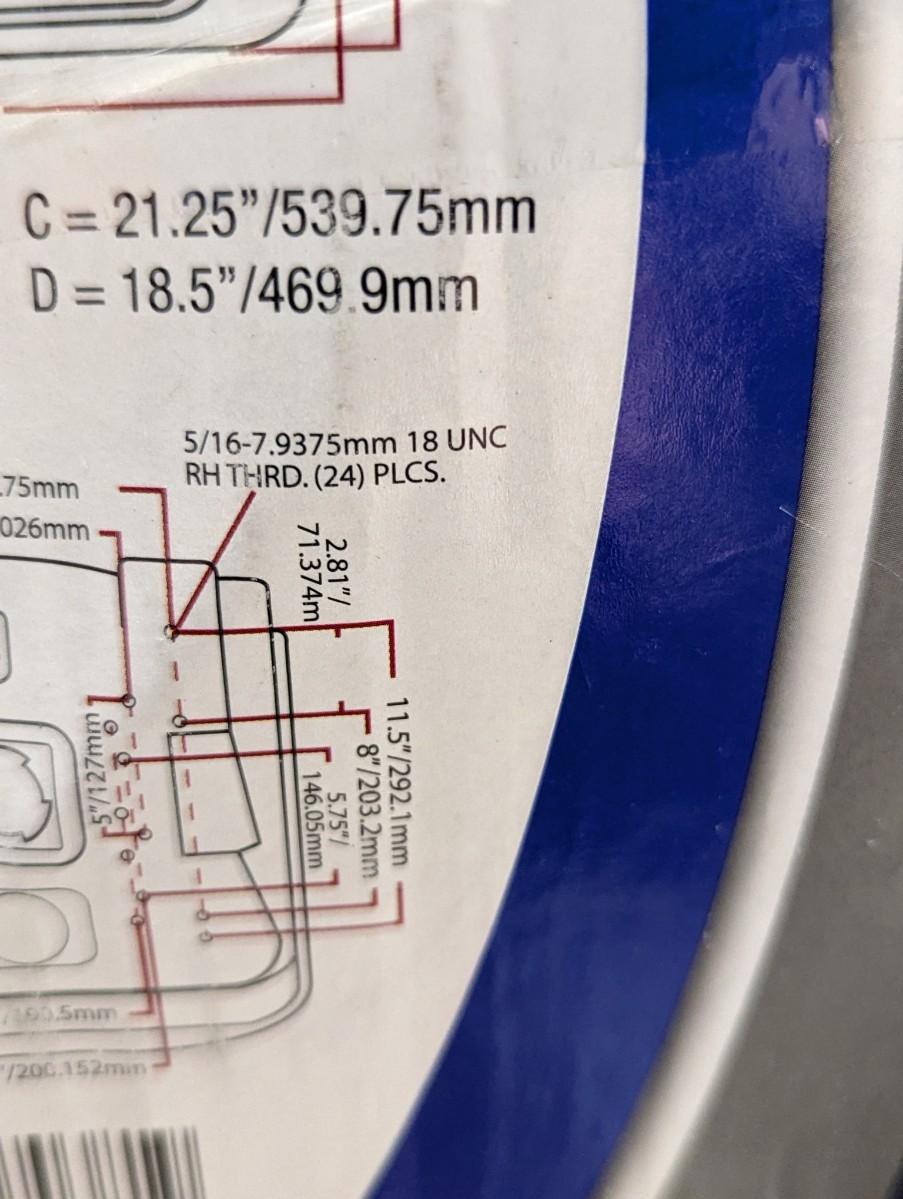 C = 21.25”/539.75mm
D = 18.5”/469.9mm
5/16-7.9375mm 18 UNC
RH THRD. (24) PLCS.
.75mm
026mm
2.81”/
71.374m
11.5”/292.1mm
8”/203.2mm
5.75”/
146.05mm
5”/127mm
/190.5mm
"/200.152mm